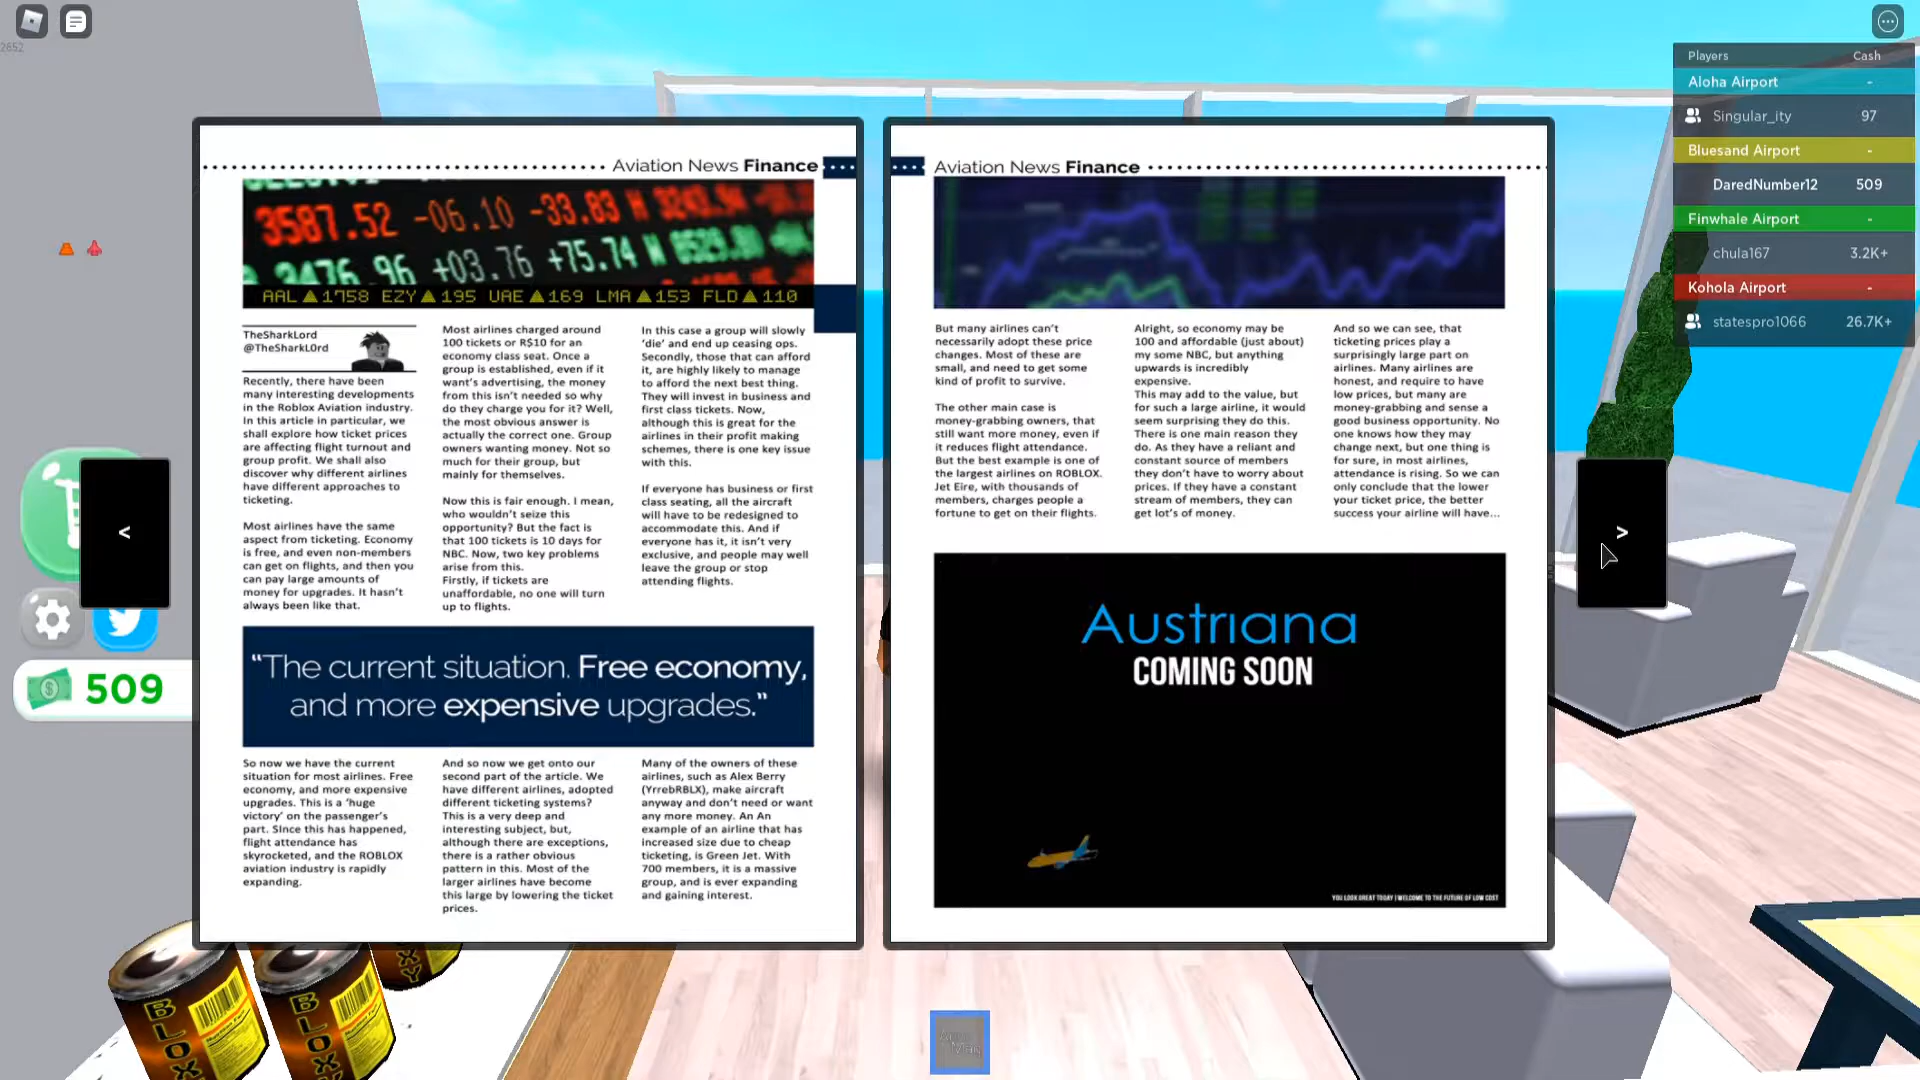 2652
Players Cash
Aloha Airport -
Singular_ity 97
Bluesand Airport -
DaredNumber12 509
Finwhale Airport -
chula167 3.2K+
Kohola Airport -
statespro1066 26.7K+
Aviation News Finance
3587.52 -06.10 -33.83
3476 96 +03.76 +75.74
AAL ▲ 1758 EZY ▲ 195 UAE ▲ 169 LMA ▲ 153 FLD ▲ 110
TheSharkLord
@TheSharkL0rd
Recently, there have been
many interesting developments
in the Roblox Aviation industry.
In this article in particular, we
shall explore how ticket prices
are affecting flight turnout and
group profit. We shall also
discover why different airlines
have different approaches to
ticketing.
Most airlines have the same
aspect from ticketing. Economy
is free, and even non-members
can get on flights, and then you
can pay large amounts of
money for upgrades. It hasn't
always been like that.
Most airlines charged around
100 tickets or R$10 for an
economy class seat. Once a
group is established, even if it
want's advertising, the money
from this isn't needed so why
do they charge you for it? Well,
the most obvious answer is
actually the correct one. Group
owners wanting money. Not so
much for their group, but
mainly for themselves.
Now this is fair enough. I mean,
who wouldn't seize this
opportunity? But the fact is
that 100 tickets is 10 days for
NBC. Now, two key problems
arise from this.
Firstly, if tickets are
unaffordable, no one will turn
up to flights.
In this case a group will slowly
'die' and end up ceasing ops.
Secondly, those that can afford
it, are highly likely to manage
to afford the next best thing.
They will invest in business and
first class tickets. Now,
although this is great for the
airlines in their profit making
schemes, there is one key issue
with this.
If everyone has business or first
class seating, all the aircraft
will have to be redesigned to
accommodate this. And if
everyone has it, it isn't very
exclusive, and people may well
leave the group or stop
attending flights.
"The current situation. Free economy,
and more expensive upgrades."
So now we have the current
situation for most airlines. Free
economy, and more expensive
upgrades. This is a 'huge
victory' on the passenger's
part. SInce this has happened,
flight attendance has
skyrocketed, and the ROBLOX
aviation industry is rapidly
expanding.
And so now we get onto our
second part of the article. We
have different airlines, adopted
different ticketing systems?
This is a very deep and
interesting subject, but,
although there are exceptions,
there is a rather obvious
pattern in this. Most of the
larger airlines have become
this large by lowering the ticket
prices.
Many of the owners of these
airlines, such as Alex Berry
(YrrebRBLX), make aircraft
anyway and don't need or want
any more money. An An
example of an airline that has
increased size due to cheap
ticketing, is Green Jet. With
700 members, it is a massive
group, and is ever expanding
and gaining interest.
Aviation News Finance
But many airlines can't
necessarily adopt these price
changes. Most of these are
small, and need to get some
kind of profit to survive.
The other main case is
money-grabbing owners, that
still want more money, even if
it reduces flight attendance.
But the best example is one of
the largest airlines on ROBLOX.
Jet Eire, with thousands of
members, charges people a
fortune to get on their flights.
Alright, so economy may be
100 and affordable (just about)
my some NBC, but anything
upwards is incredibly
expensive.
This may add to the value, but
for such a large airline, it would
seem surprising they do this.
There is one main reason they
do. As they have a reliant and
constant source of members
they don't have to worry about
prices. If they have a constant
stream of members, they can
get lot's of money.
And so we can see, that
ticketing prices play a
surprisingly large part on
airlines. Many airlines are
honest, and require to have
low prices, but many are
money-grabbing and sense a
good business opportunity. No
one knows how they may
change next, but one thing is
for sure, in most airlines,
attendance is rising. So we can
only conclude that the lower
your ticket price, the better
success your airline will have...
Austriana
COMING SOON
YOU LOOK GREAT TODAY | WELCOME TO THE FUTURE OF LOW COST
<
>
509
BLOXY
BLOXY